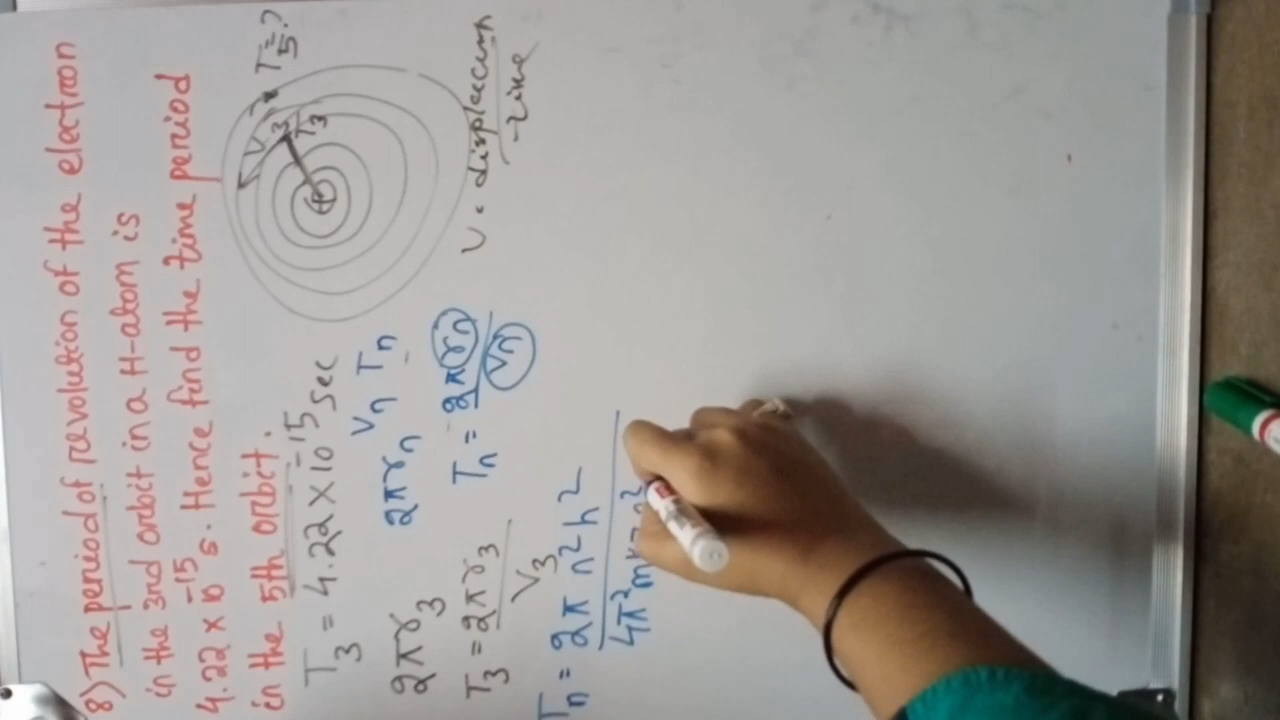 8) The period of revolution of the electron
in the 3rd orbit in a H-atom is
4.22 × 10⁻¹⁵ s. Hence find the time period
in the 5th orbit.
T₃ = 4.22 × 10⁻¹⁵ sec
V₃
T₃
T₅ = ?
2πr₃
2πrₙ
Vₙ Tₙ
T₃ = 2πr₃ / V₃
Tₙ = 2πrₙ / Vₙ
time
Tₙ = 2π n²h²
4π²m